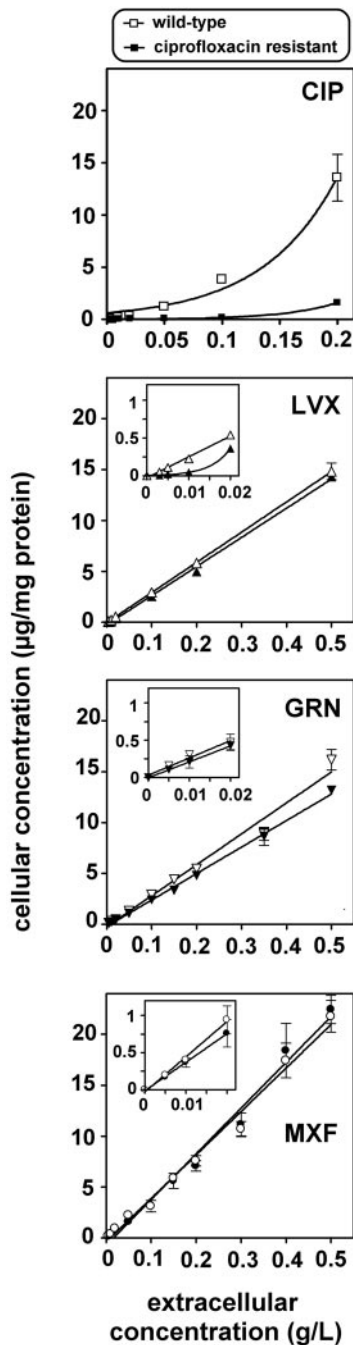 wild-type
ciprofloxacin resistant
cellular concentration (µg/mg protein)
CIP
20
15
10
5
0
0 0.05 0.1 0.15 0.2
LVX
20
15
10
5
0
0 0.1 0.2 0.3 0.4 0.5
1
0.5
0
0 0.01 0.02
GRN
20
15
10
5
0
0 0.1 0.2 0.3 0.4 0.5
1
0.5
0
0 0.01 0.02
MXF
20
15
10
5
0
0 0.1 0.2 0.3 0.4 0.5
1
0.5
0
0.01
extracellular
concentration (g/L)